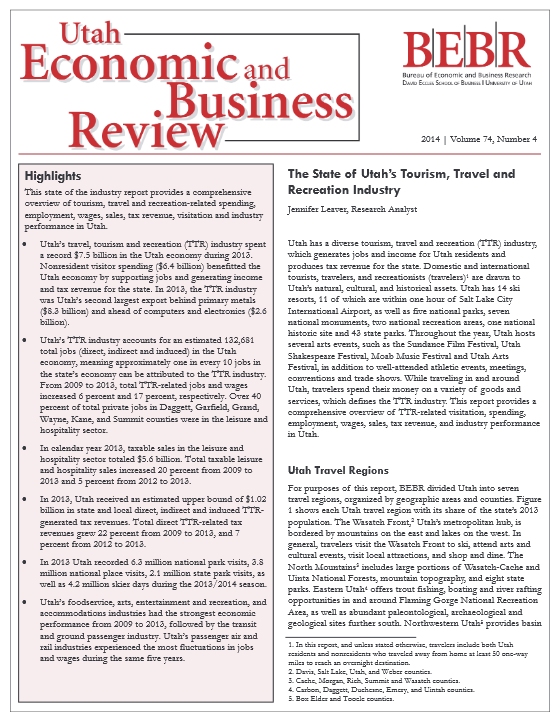 Utah
Economic and
Business
Review
BEBR
Bureau of Economic and Business Research
David Eccles School of Business | University of Utah
2014 | Volume 74, Number 4
Highlights
This state of the industry report provides a comprehensive
overview of tourism, travel and recreation-related spending,
employment, wages, sales, tax revenue, visitation and industry
performance in Utah.
• Utah's travel, tourism and recreation (TTR) industry spent
a record $7.5 billion in the Utah economy during 2013.
Nonresident visitor spending ($6.4 billion) benefitted the
Utah economy by supporting jobs and generating income
and tax revenue for the state. In 2013, the TTR industry
was Utah's second largest export behind primary metals
($8.3 billion) and ahead of computers and electronics ($2.6
billion).
• Utah's TTR industry accounts for an estimated 132,681
total jobs (direct, indirect and induced) in the Utah
economy, meaning approximately one in every 10 jobs in
the state's economy can be attributed to the TTR industry.
From 2009 to 2013, total TTR-related jobs and wages
increased 6 percent and 17 percent, respectively. Over 40
percent of total private jobs in Daggett, Garfield, Grand,
Wayne, Kane, and Summit counties were in the leisure and
hospitality sector.
• In calendar year 2013, taxable sales in the leisure and
hospitality sector totaled $5.6 billion. Total taxable leisure
and hospitality sales increased 20 percent from 2009 to
2013 and 5 percent from 2012 to 2013.
• In 2013, Utah received an estimated upper bound of $1.02
billion in state and local direct, indirect and induced TTR-
generated tax revenues. Total direct TTR-related tax
revenues grew 22 percent from 2009 to 2013, and 7
percent from 2012 to 2013.
• In 2013 Utah recorded 6.3 million national park visits, 3.8
million national place visits, 2.1 million state park visits, as
well as 4.2 million skier days during the 2013/2014 season.
• Utah's foodservice, arts, entertainment and recreation, and
accommodations industries had the strongest economic
performance from 2009 to 2013, followed by the transit
and ground passenger industry. Utah's passenger air and
rail industries experienced the most fluctuations in jobs
and wages during the same five years.
The State of Utah's Tourism, Travel and
Recreation Industry
Jennifer Leaver, Research Analyst
Utah has a diverse tourism, travel and recreation (TTR) industry,
which generates jobs and income for Utah residents and
produces tax revenue for the state. Domestic and international
tourists, travelers, and recreationists (travelers)¹ are drawn to
Utah's natural, cultural, and historical assets. Utah has 14 ski
resorts, 11 of which are within one hour of Salt Lake City
International Airport, as well as five national parks, seven
national monuments, two national recreation areas, one national
historic site and 43 state parks. Throughout the year, Utah hosts
several arts events, such as the Sundance Film Festival, Utah
Shakespeare Festival, Moab Music Festival and Utah Arts
Festival, in addition to well-attended athletic events, meetings,
conventions and trade shows. While traveling in and around
Utah, travelers spend their money on a variety of goods and
services, which defines the TTR industry. This report provides a
comprehensive overview of TTR-related visitation, spending,
employment, wages, sales, tax revenue, and industry performance
in Utah.
Utah Travel Regions
For purposes of this report, BEBR divided Utah into seven
travel regions, organized by geographic areas and counties. Figure
1 shows each Utah travel region with its share of the state's 2013
population. The Wasatch Front,² Utah's metropolitan hub, is
bordered by mountains on the east and lakes on the west. In
general, travelers visit the Wasatch Front to ski, attend arts and
cultural events, visit local attractions, and shop and dine. The
North Mountains³ includes large portions of Wasatch-Cache and
Uinta National Forests, mountain topography, and eight state
parks. Eastern Utah⁴ offers trout fishing, boating and river rafting
opportunities in and around Flaming Gorge National Recreation
Area, as well as abundant paleontological, archaeological and
geological sites further south. Northwestern Utah⁵ provides basin
1. In this report, and unless stated otherwise, travelers include both Utah
residents and nonresidents who traveled away from home at least 50 one-way
miles to reach an overnight destination.
2. Davis, Salt Lake, Utah, and Weber counties.
3. Cache, Morgan, Rich, Summit and Wasatch counties.
4. Carbon, Daggett, Duchesne, Emery, and Uintah counties.
5. Box Elder and Tooele counties.